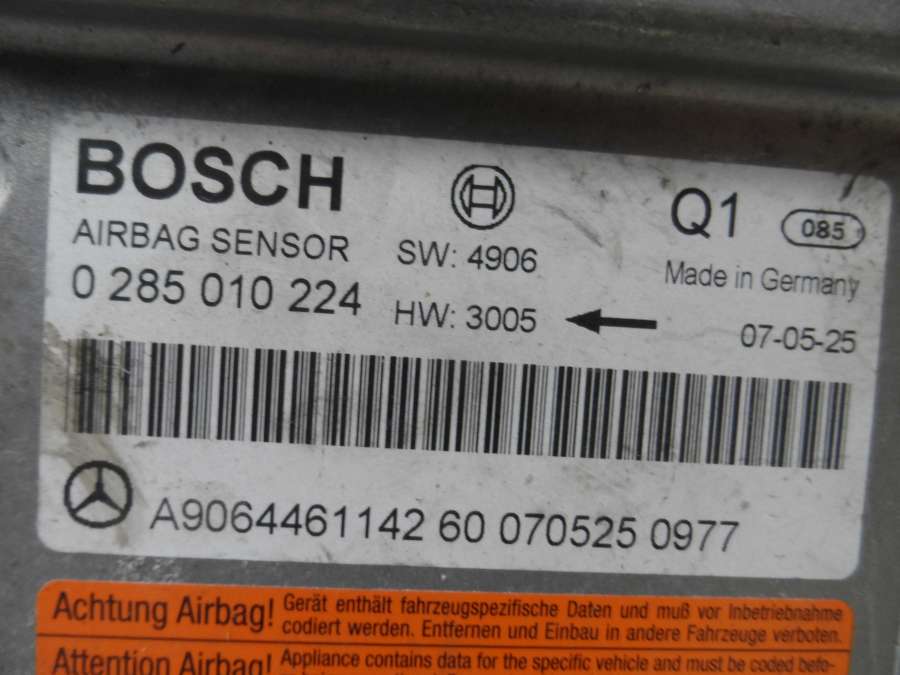 BOSCH
AIRBAG SENSOR
0 285 010 224
SW: 4906
HW: 3005
Q1
085
Made in Germany
07-05-25
A9064461142 60 070525 0977
Achtung Airbag! Gerät enthält fahrzeugspezifische Daten und muß vor Inbetriebnahme
codiert werden. Entfernen und Einbau in andere Fahrzeuge verboten.
Attention Airbag! Appliance contains data for the specific vehicle and must be coded befo-